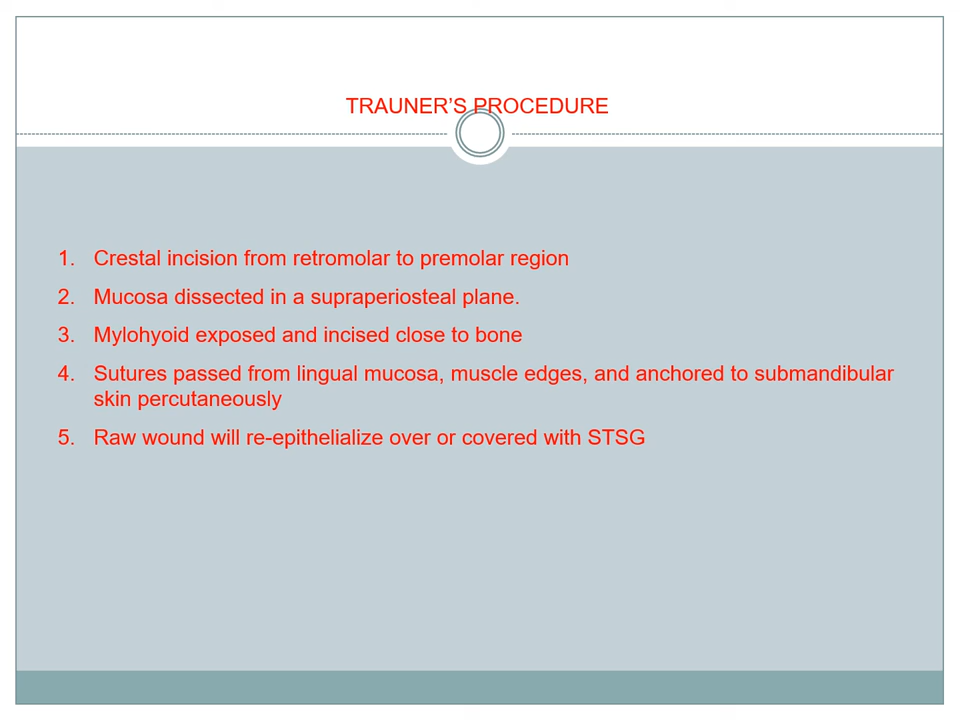 TRAUNER’S PROCEDURE
1. Crestal incision from retromolar to premolar region
2. Mucosa dissected in a supraperiosteal plane.
3. Mylohyoid exposed and incised close to bone
4. Sutures passed from lingual mucosa, muscle edges, and anchored to submandibular
skin percutaneously
5. Raw wound will re-epithelialize over or covered with STSG